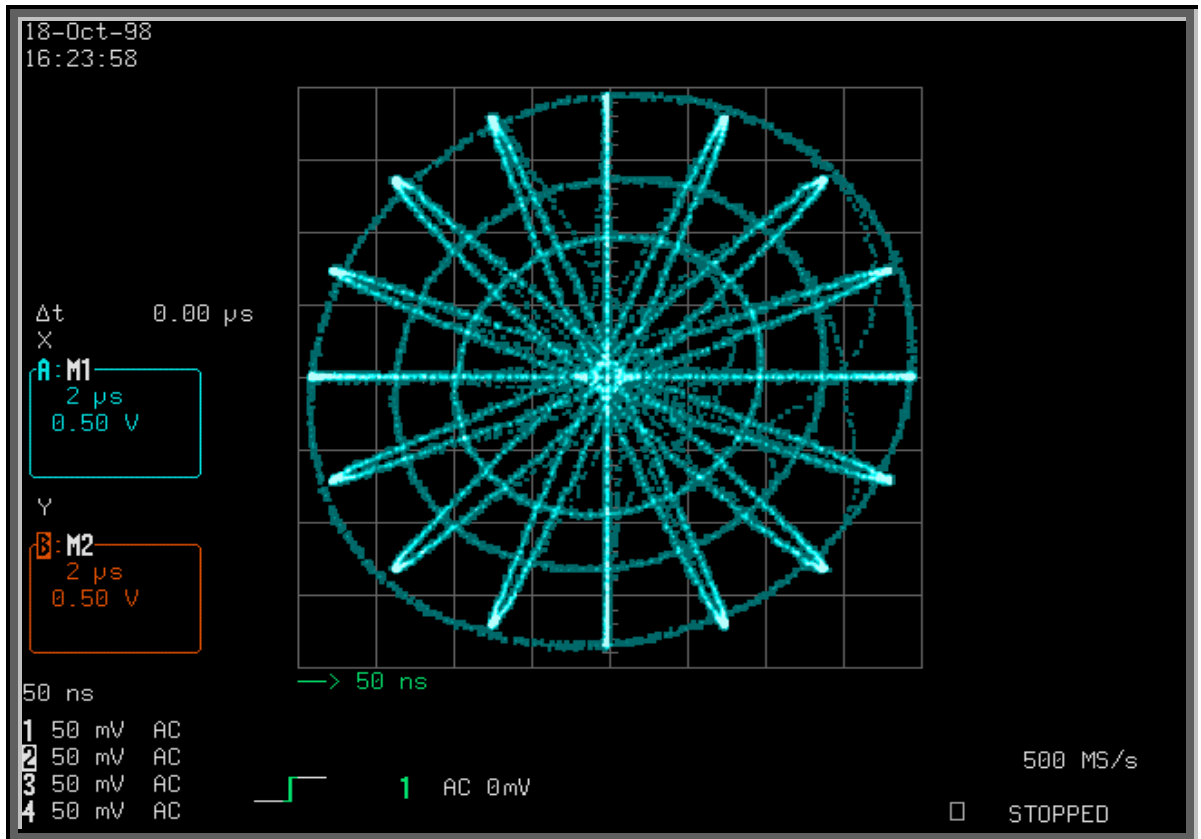 18-Oct-98
16:23:58
Δt 0.00 µs
X
A:M1
2 µs
0.50 V
Y
B:M2
2 µs
0.50 V
—> 50 ns
50 ns
1 50 mV AC
2 50 mV AC
3 50 mV AC
4 50 mV AC
1 AC 0mV
500 MS/s
□ STOPPED